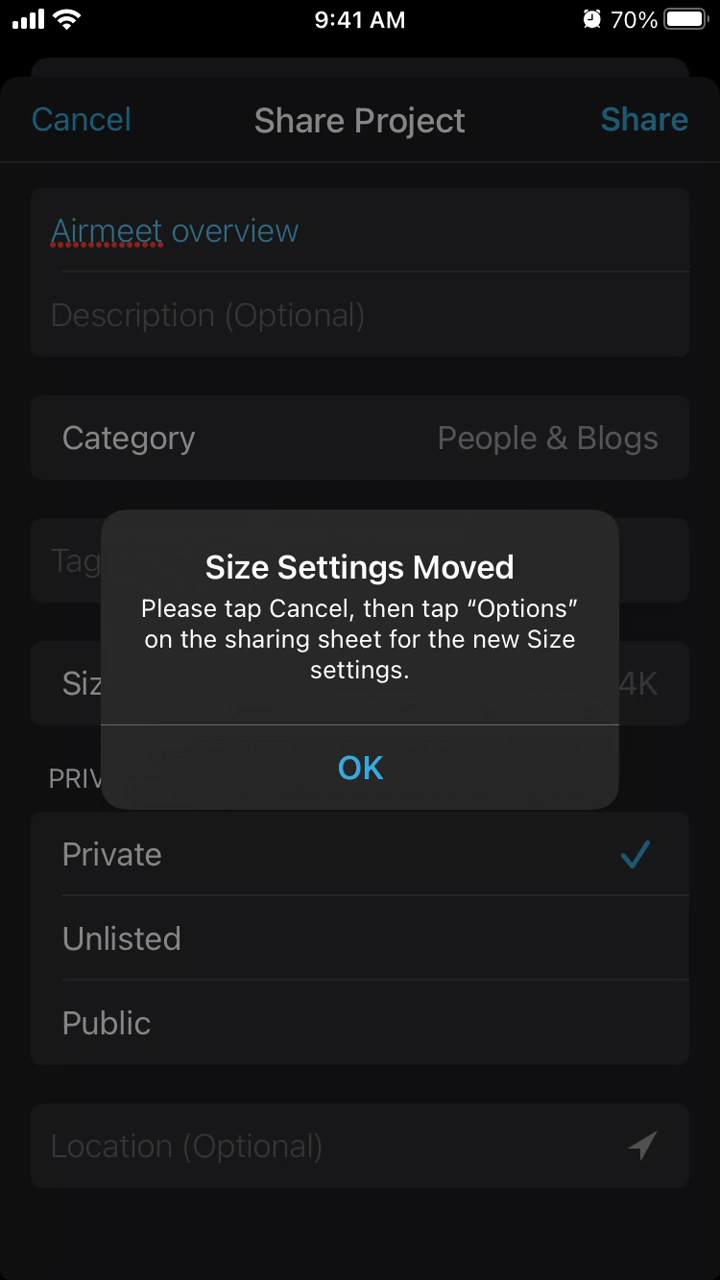 9:41 AM
70%
Cancel
Share Project
Share
Airmeet overview
Description (Optional)
Category
People & Blogs
Tag
Size Settings Moved
Please tap Cancel, then tap “Options”
on the sharing sheet for the new Size
settings.
Siz
4K
OK
PRIV
Private
Unlisted
Public
Location (Optional)